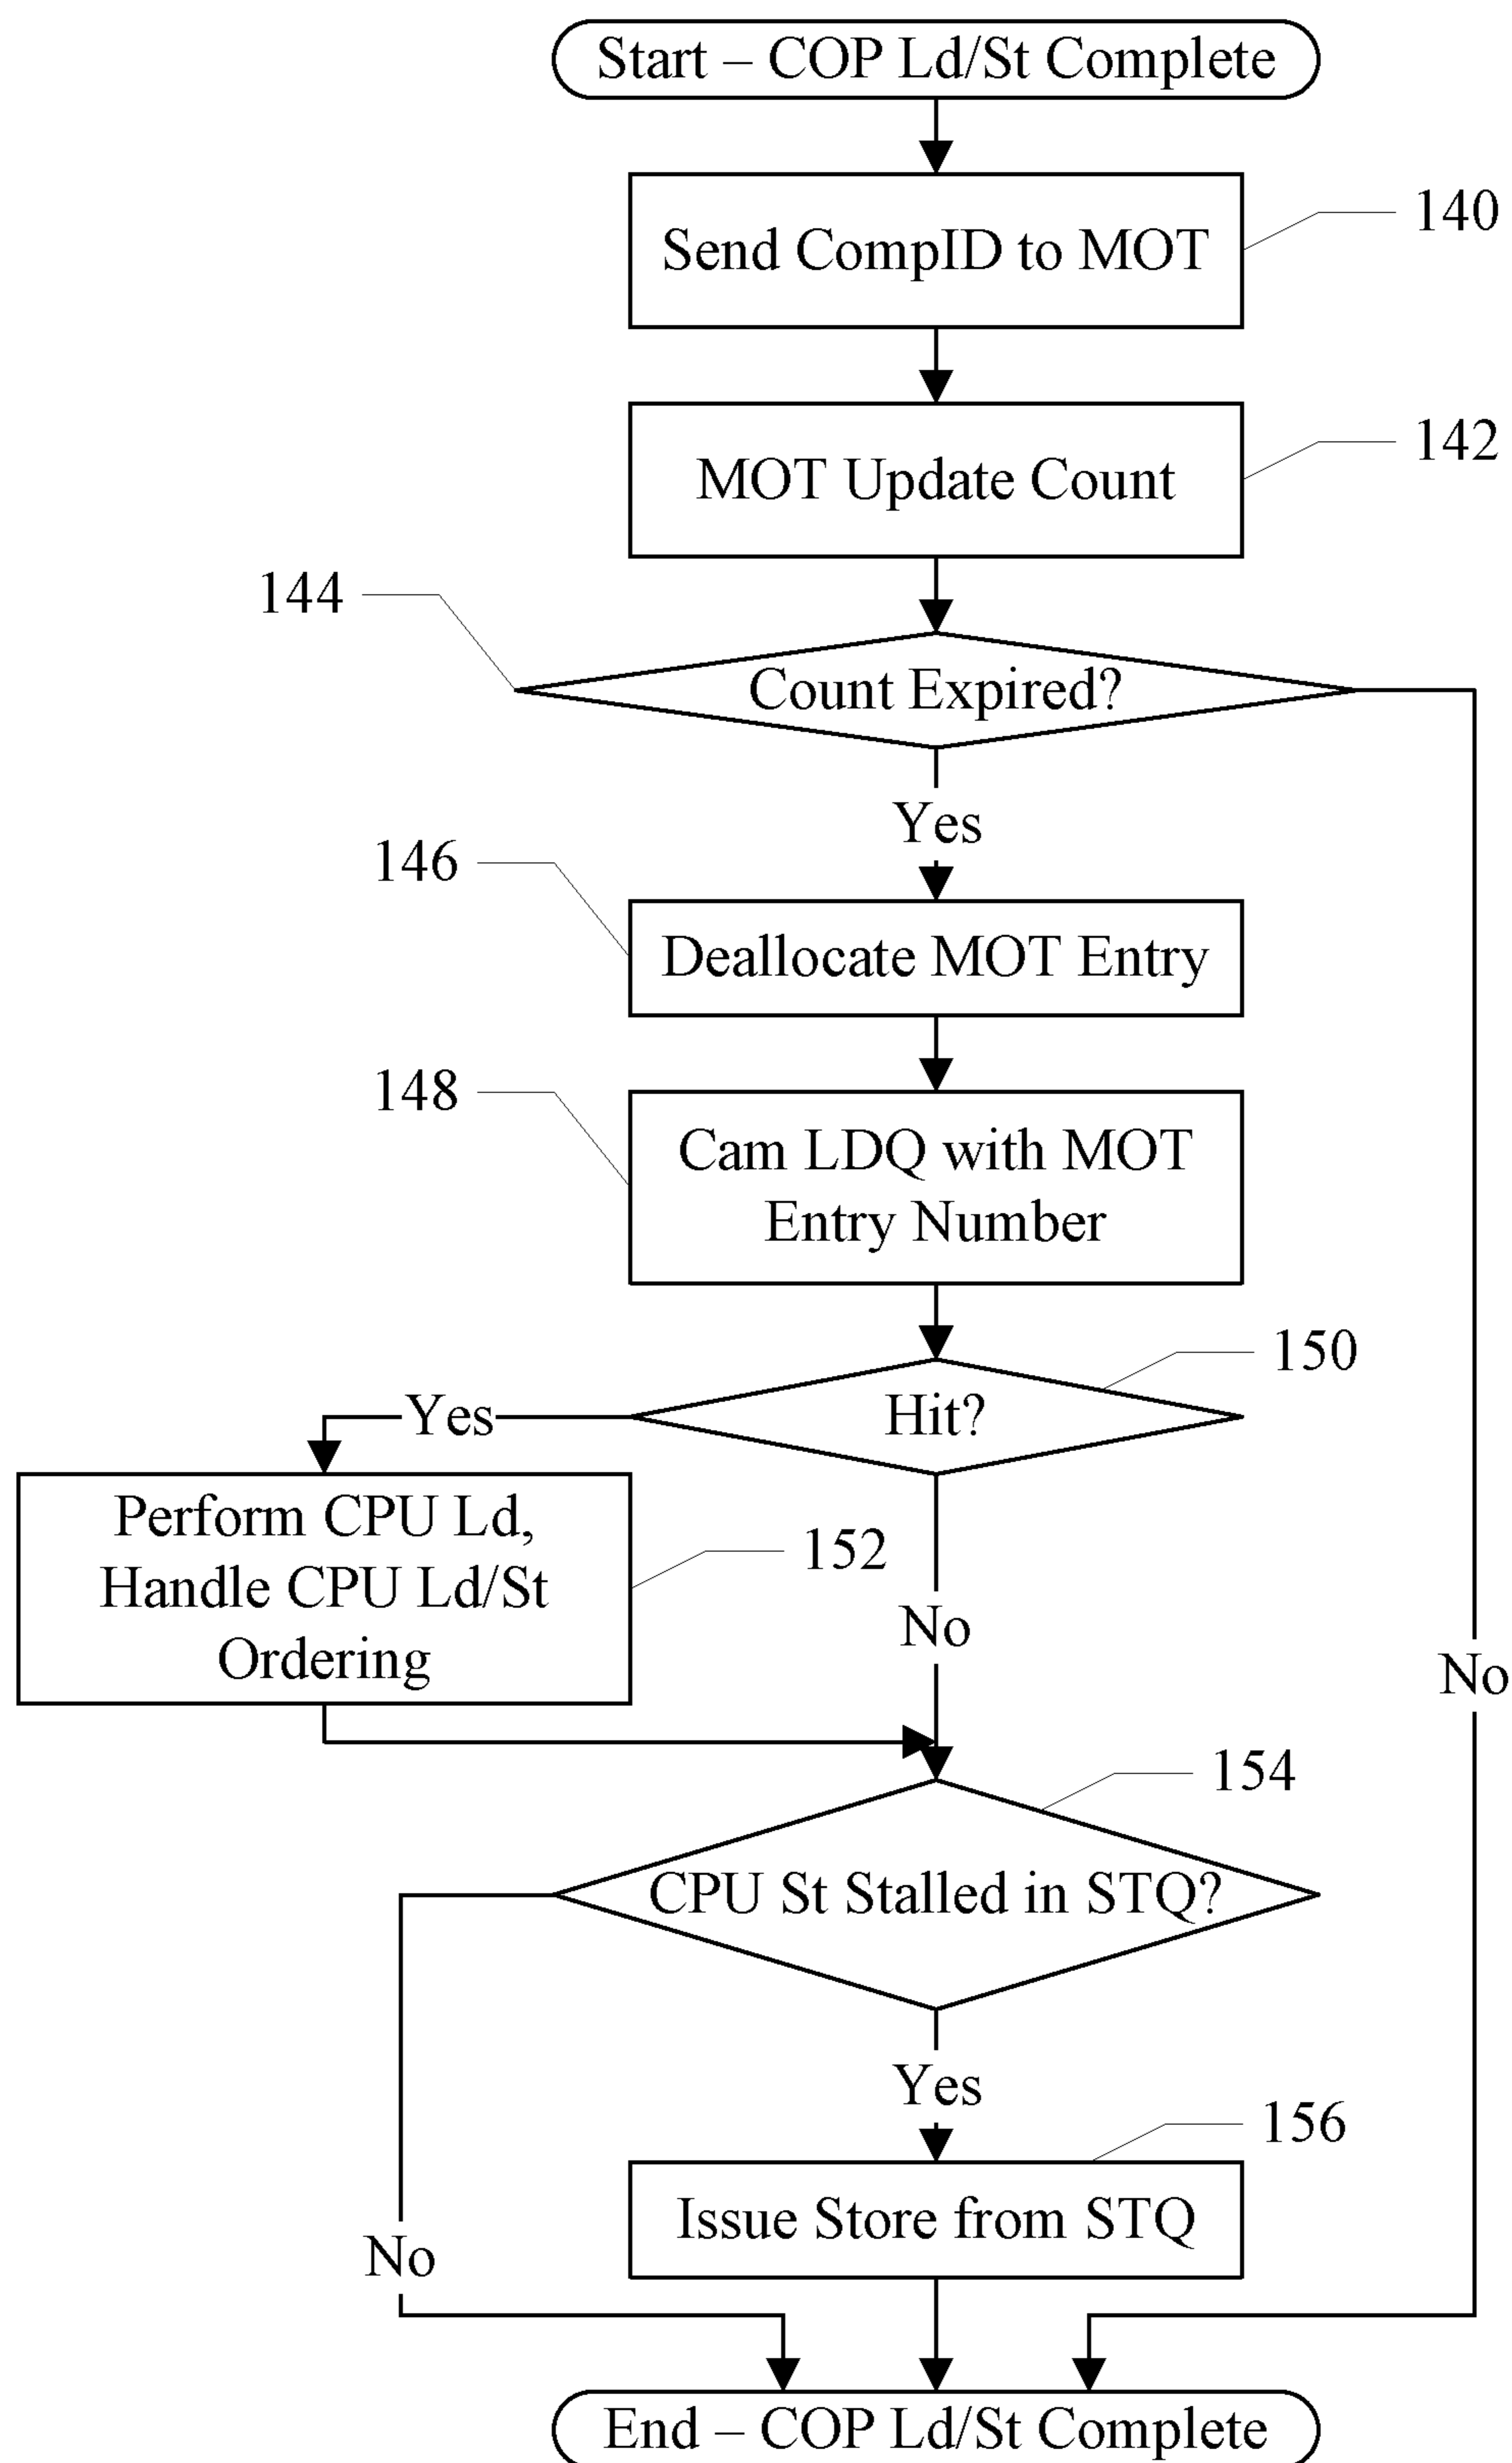 Start – COP Ld/St Complete
140
Send CompID to MOT
142
MOT Update Count
144
Count Expired?
Yes
146
Deallocate MOT Entry
148
Cam LDQ with MOT
Entry Number
150
Yes
Hit?
Perform CPU Ld,
Handle CPU Ld/St
Ordering
152
No
No
154
CPU St Stalled in STQ?
Yes
156
Issue Store from STQ
No
End – COP Ld/St Complete